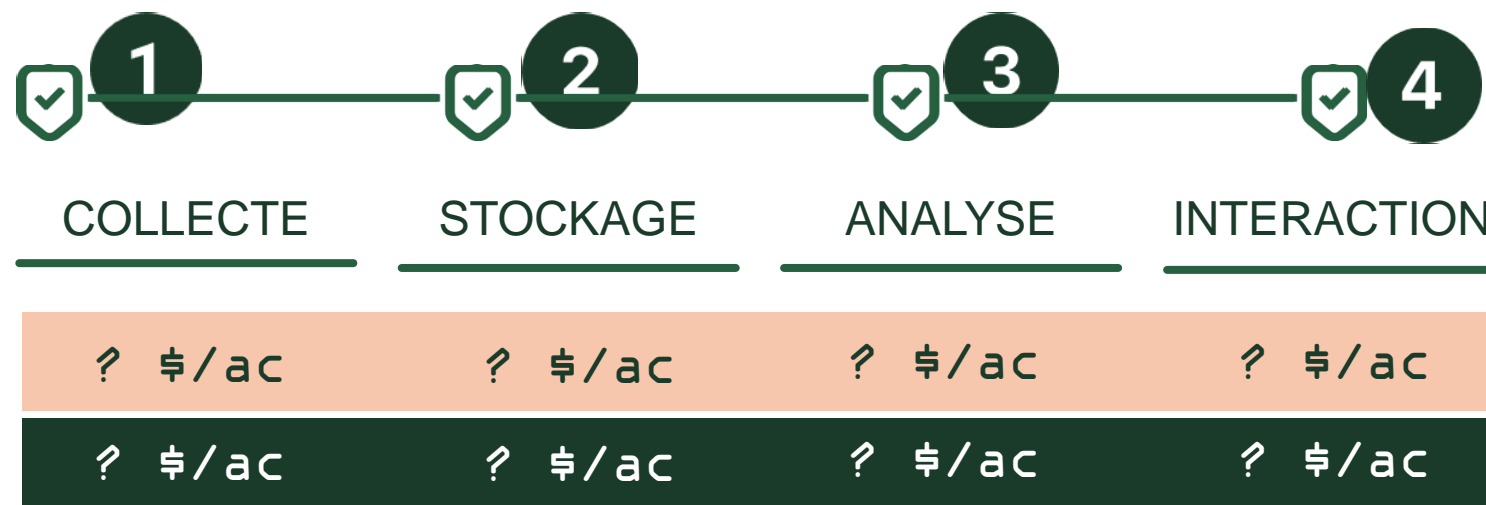 1 2 3 4
COLLECTE STOCKAGE ANALYSE INTERACTION
? $/ac ? $/ac ? $/ac ? $/ac
? $/ac ? $/ac ? $/ac ? $/ac